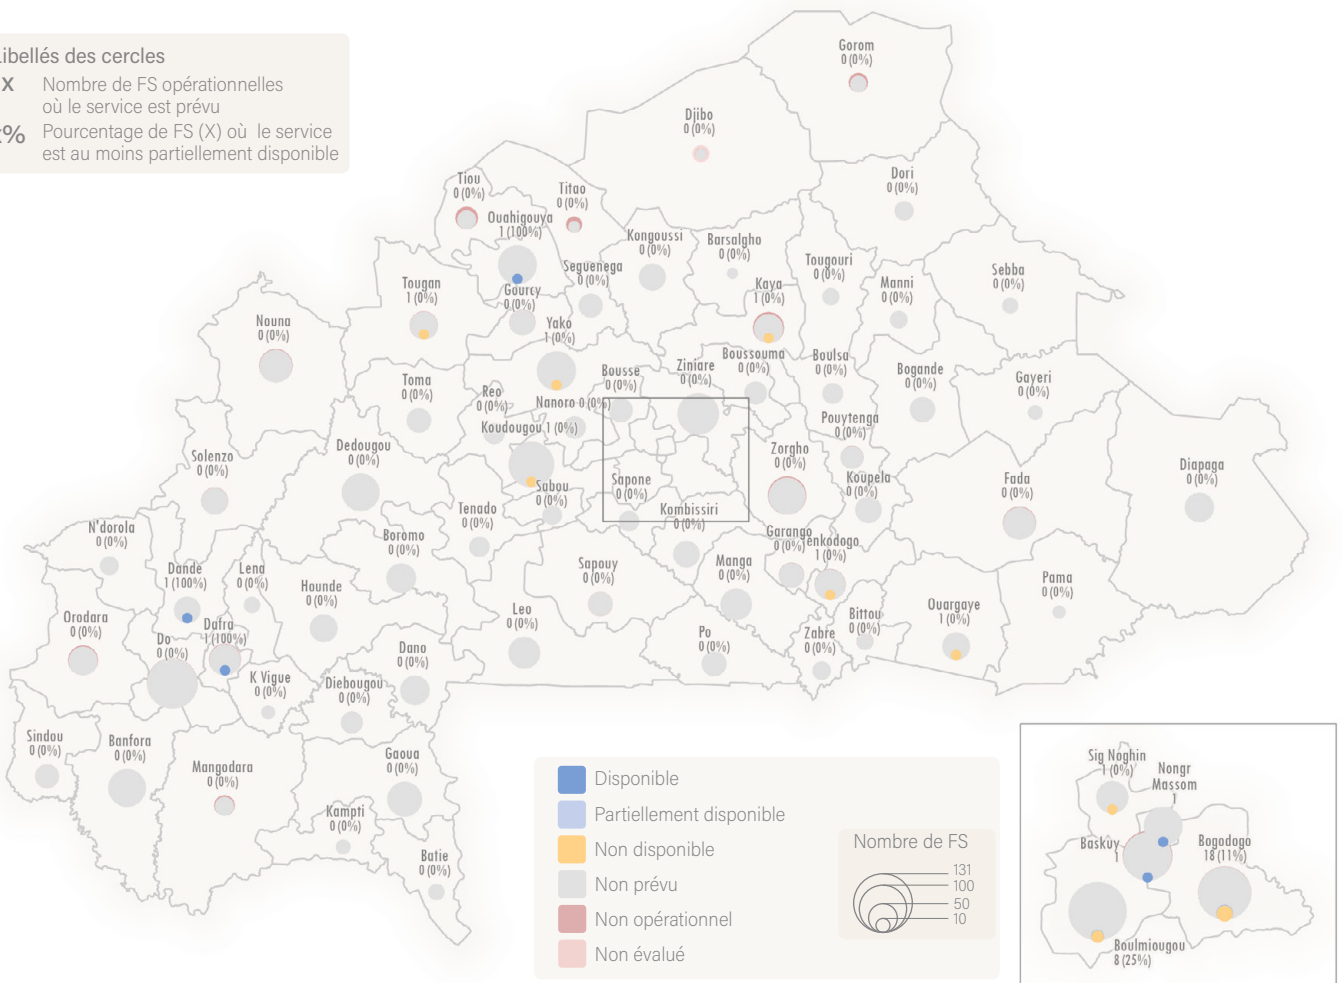 Libellés des cercles
X Nombre de FS opérationnelles
où le service est prévu
% Pourcentage de FS (X) où le service
est au moins partiellement disponible
Gorom
0 (0%)
Djibo
0 (0%)
Dori
0 (0%)
Tiou
0 (0%)
Titao
0 (0%)
Ouahigouya
1 (100%)
Kongoussi
0 (0%)
Barsalgho
0 (0%)
Tougouri
0 (0%)
Sebba
0 (0%)
Seguenega
0 (0%)
Tougan
1 (0%)
Gourcy
0 (0%)
Kaya
1 (0%)
Manni
0 (0%)
Nouna
0 (0%)
Yako
1 (0%)
Toma
0 (0%)
Reo
0 (0%)
Bousse
0 (0%)
Ziniare
0 (0%)
Boussouma
0 (0%)
Boulsa
0 (0%)
Bogande
0 (0%)
Gayeri
0 (0%)
Nanoro 0 (0%)
Koudougou 1 (0%)
Pouytenga
0 (0%)
Solenzo
0 (0%)
Dedougou
0 (0%)
Sabou
0 (0%)
Sapone
0 (0%)
Zorgho
0 (0%)
Koupela
0 (0%)
Fada
0 (0%)
Diapaga
0 (0%)
Tenado
0 (0%)
Kombissiri
0 (0%)
N'dorola
0 (0%)
Boromo
0 (0%)
Garango
0 (0%)
Tenkodogo
1 (0%)
Dande
1 (100%)
Lena
0 (0%)
Hounde
0 (0%)
Sapouy
0 (0%)
Manga
0 (0%)
Pama
0 (0%)
Orodara
0 (0%)
Do
0 (0%)
Dafra
1 (100%)
Leo
0 (0%)
Po
0 (0%)
Zabre
0 (0%)
Bittou
0 (0%)
Ouargaye
1 (0%)
Dano
0 (0%)
K Vigue
0 (0%)
Diebougou
0 (0%)
Sindou
0 (0%)
Banfora
0 (0%)
Mangodara
0 (0%)
Gaoua
0 (0%)
Kampti
0 (0%)
Batie
0 (0%)
Disponible
Partiellement disponible
Non disponible
Non prévu
Non opérationnel
Non évalué
Nombre de FS
131
100
50
10
Sig Noghin
1 (0%)
Nongr
Massom
1
Baskuy
1
Bogodogo
18 (11%)
Boulmiougou
8 (25%)